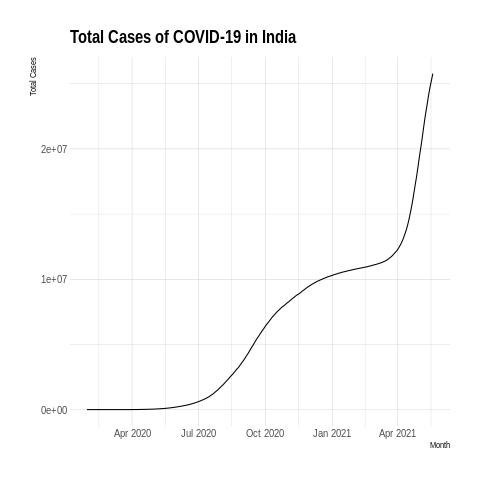 Total Cases of COVID-19 in India
Total Cases
2e+07
1e+07
0e+00
Apr 2020 Jul 2020 Oct 2020 Jan 2021 Apr 2021
Month